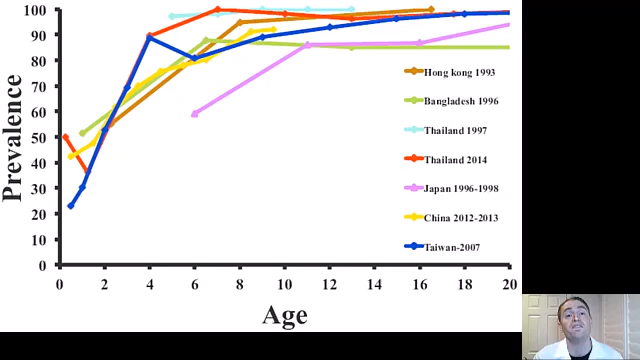 100
90
80
70
60
50
40
30
20
10
0
Prevalence
Hong kong 1993
Bangladesh 1996
Thailand 1997
Thailand 2014
Japan 1996-1998
China 2012-2013
Taiwan-2007
0 2 4 6 8 10 12 14 16 18 20
Age